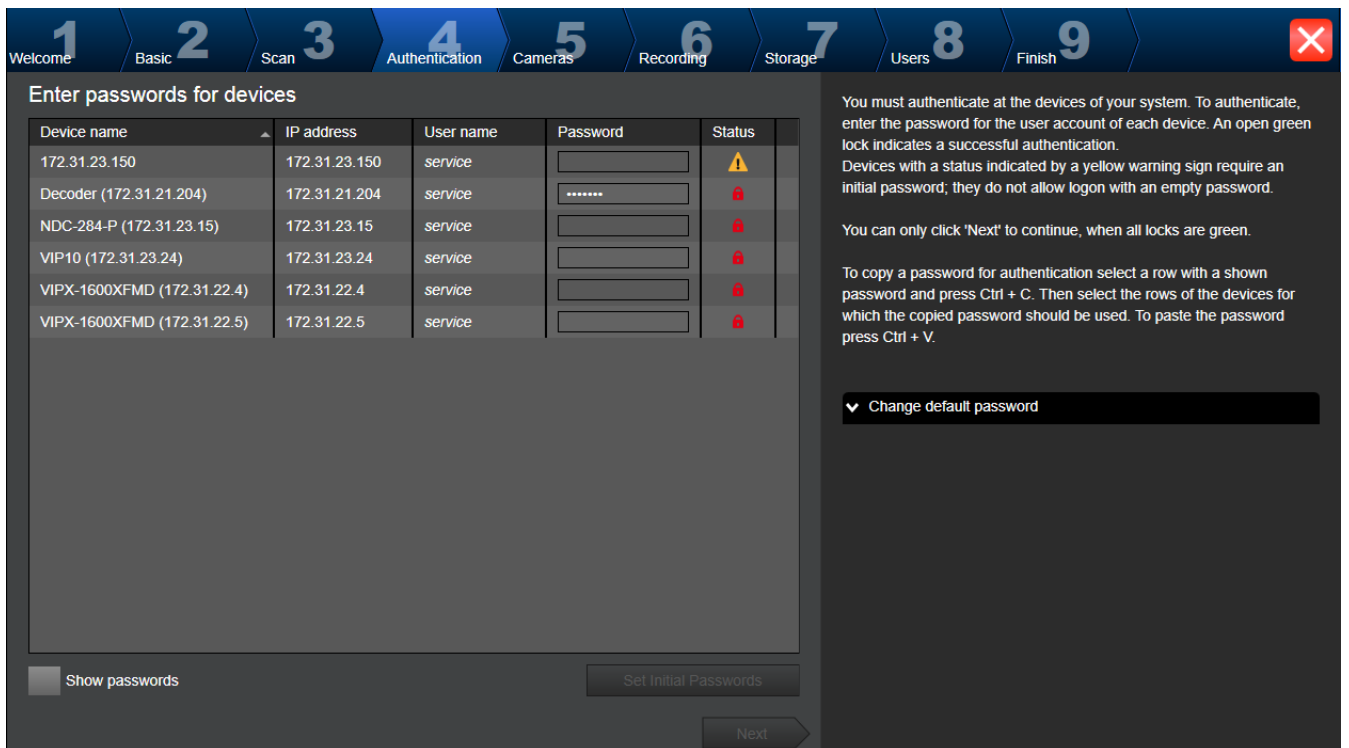 1 2 3 4 5 6 7 8 9
Welcome Basic Scan Authentication Cameras Recording Storage Users Finish
Enter passwords for devices
Device name IP address User name Password Status
172.31.23.150 172.31.23.150 service
Decoder (172.31.21.204) 172.31.21.204 service •••••••
NDC-284-P (172.31.23.15) 172.31.23.15 service
VIP10 (172.31.23.24) 172.31.23.24 service
VIPX-1600XFMD (172.31.22.4) 172.31.22.4 service
VIPX-1600XFMD (172.31.22.5) 172.31.22.5 service
Show passwords
Set Initial Passwords
Next
You must authenticate at the devices of your system. To authenticate,
enter the password for the user account of each device. An open green
lock indicates a successful authentication.
Devices with a status indicated by a yellow warning sign require an
initial password; they do not allow logon with an empty password.
You can only click 'Next' to continue, when all locks are green.
To copy a password for authentication select a row with a shown
password and press Ctrl + C. Then select the rows of the devices for
which the copied password should be used. To paste the password
press Ctrl + V.
Change default password